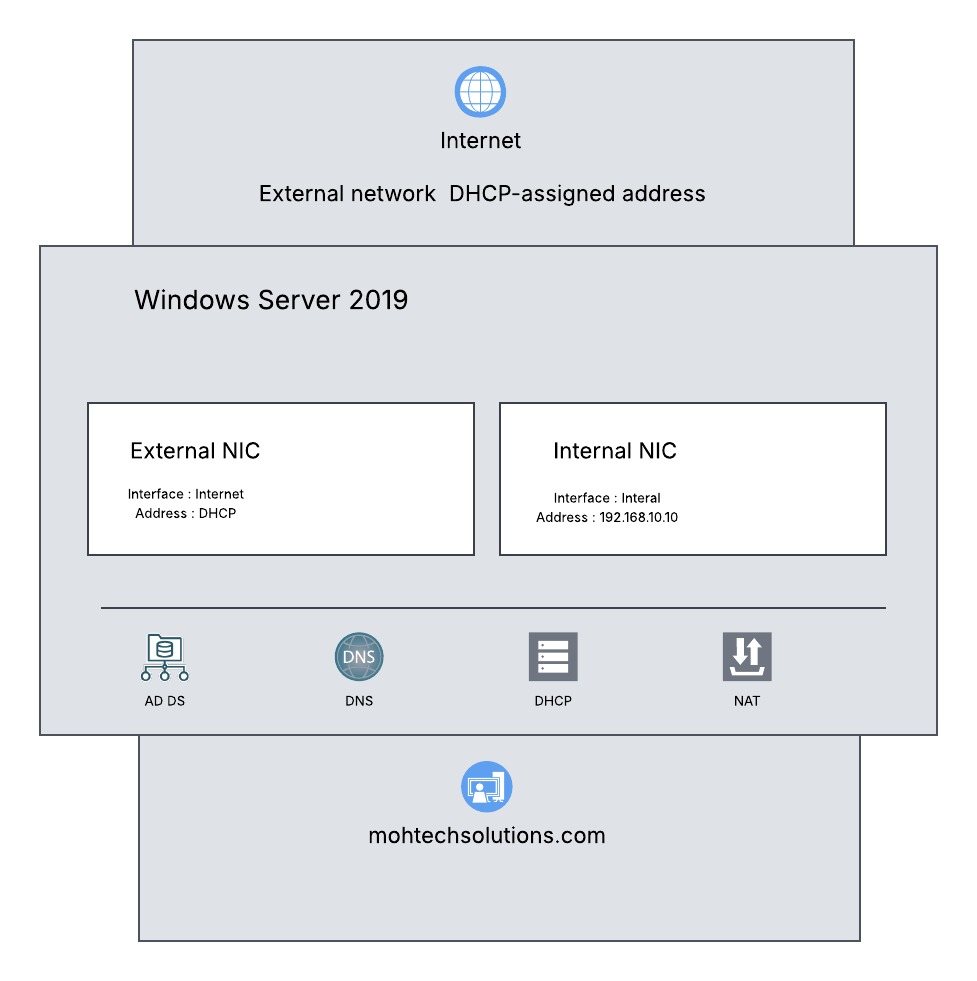 Internet
External network  DHCP-assigned address
Windows Server 2019
External NIC
Interface : Internet
Address : DHCP
Internal NIC
Interface : Interal
Address : 192.168.10.10
DNS
AD DS
DNS
DHCP
NAT
mohtechsolutions.com